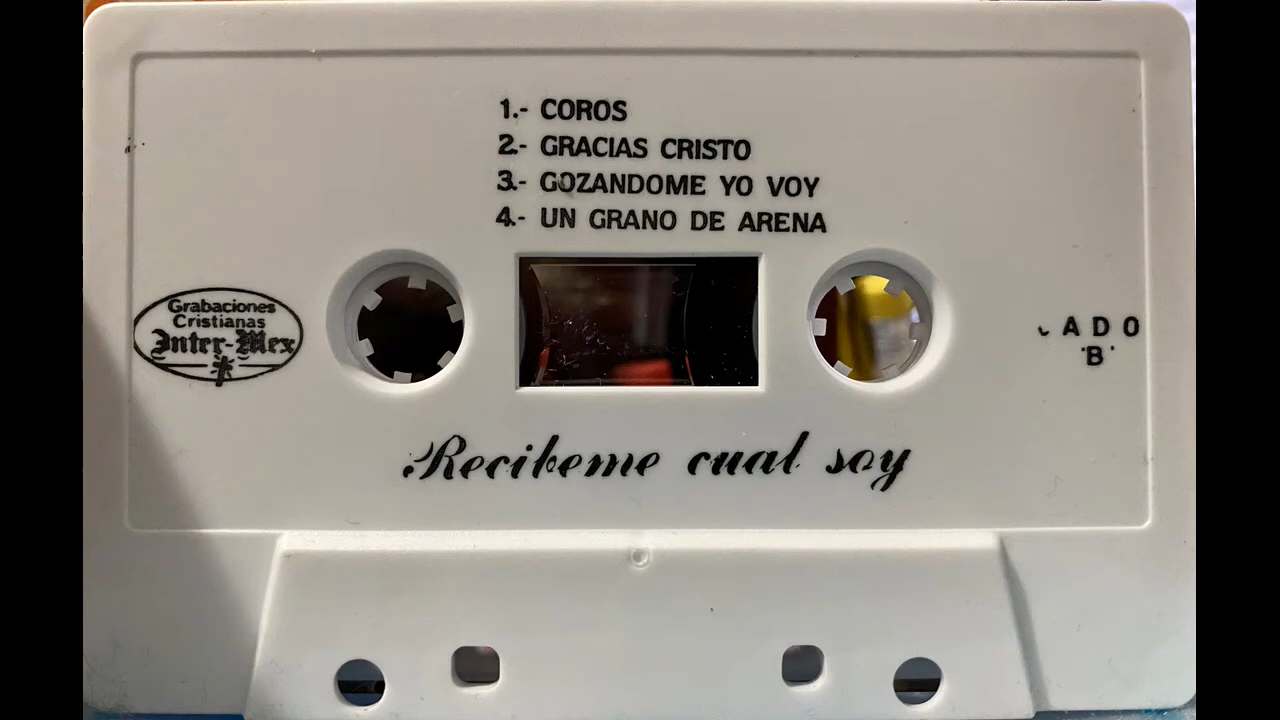 1.- COROS
2.- GRACIAS CRISTO
3.- GOZANDOME YO VOY
4.- UN GRANO DE ARENA
Grabaciones
Cristianas
Inter-Mex
LADO
'B'
Recibeme cual soy